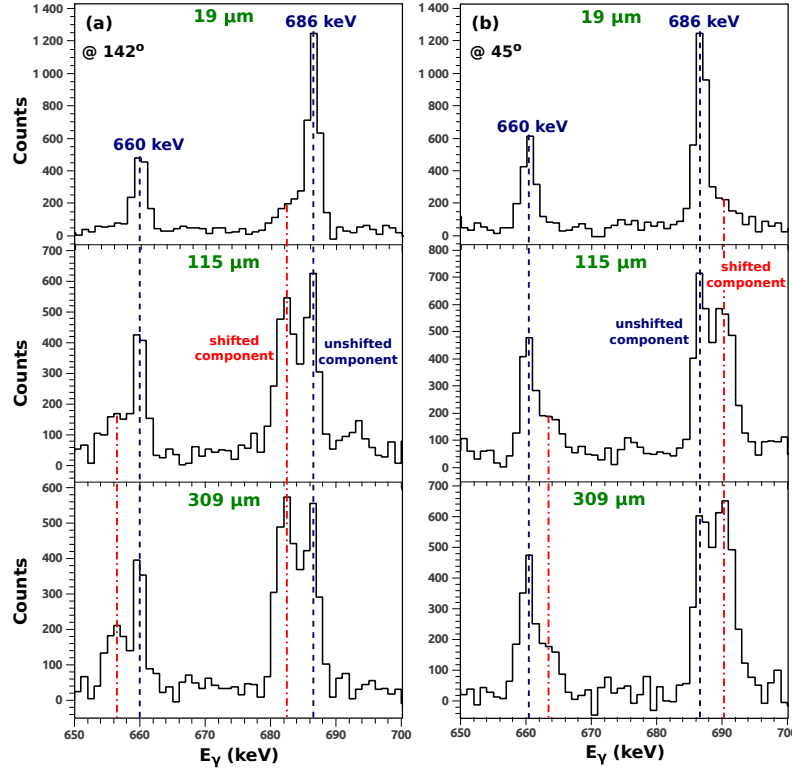 (a)
19 µm
686 keV
@ 142°
660 keV
1 400
1 200
1 000
800
600
400
200
0
Counts
115 µm
shifted
component
unshifted
component
700
600
500
400
300
200
100
0
Counts
309 µm
600
500
400
300
200
100
0
Counts
650 660 670 680 690 700
Eγ (keV)
(b)
19 µm
686 keV
@ 45°
660 keV
1 400
1 200
1 000
800
600
400
200
0
115 µm
shifted
component
unshifted
component
800
700
600
500
400
300
200
100
0
309 µm
700
600
500
400
300
200
100
0
650 660 670 680 690 700
Eγ (keV)